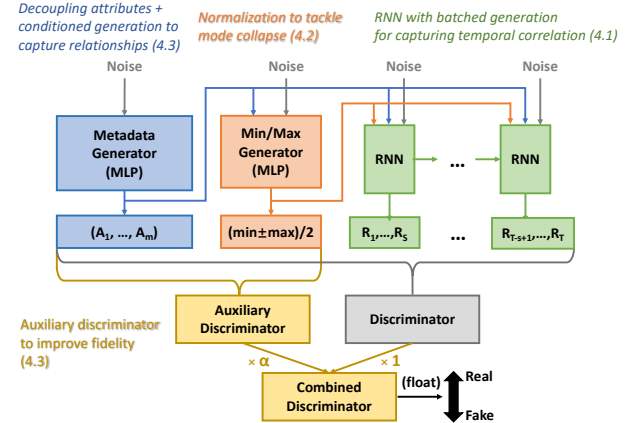 Decoupling attributes +
conditioned generation to
capture relationships (4.3)
Normalization to tackle
mode collapse (4.2)
RNN with batched generation
for capturing temporal correlation (4.1)
Noise
Noise
Noise
Noise
Metadata
Generator
(MLP)
Min/Max
Generator
(MLP)
RNN
...
RNN
(A1, ..., Am)
(min±max)/2
R1,...,RS
...
RT-s+1,...,RT
Auxiliary
Discriminator
Discriminator
Auxiliary discriminator
to improve fidelity
(4.3)
× α
× 1
Combined
Discriminator
(float)
Real
Fake